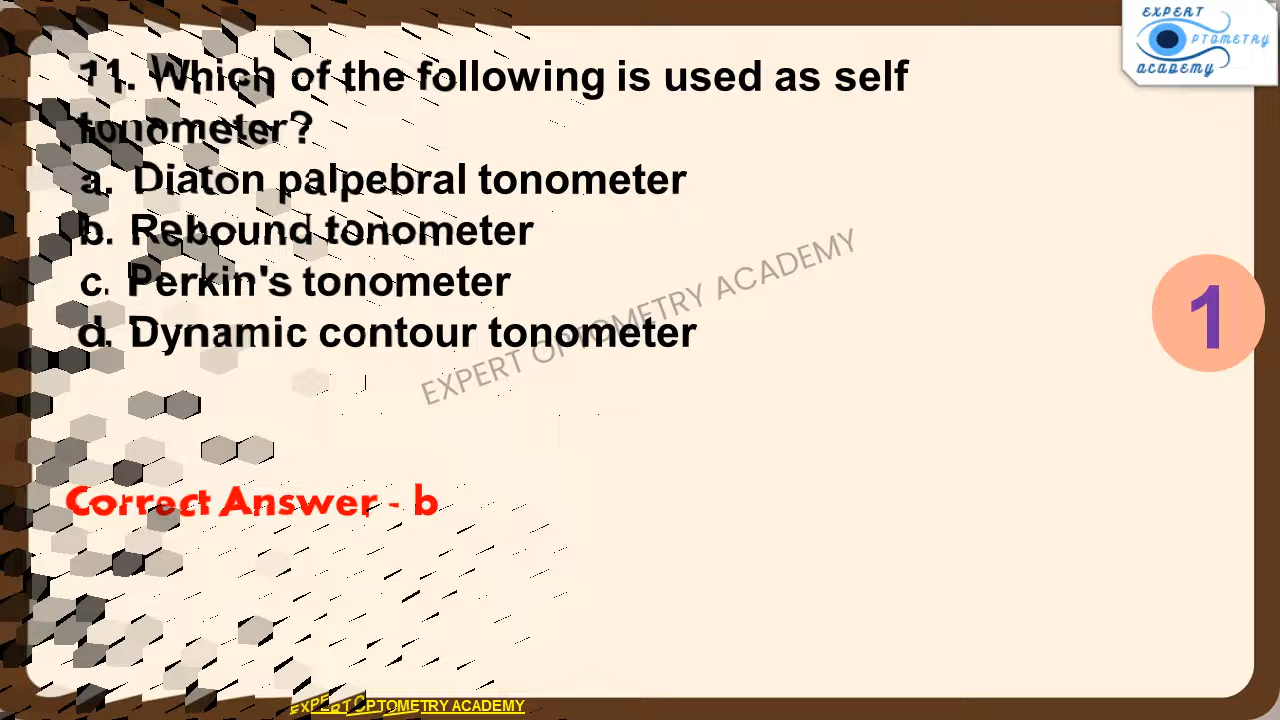 EXPERT
OPTOMETRY
academy
11. Which of the following is used as self
tonometer?
a. Diaton palpebral tonometer
b. Rebound tonometer
c. Perkin's tonometer
d. Dynamic contour tonometer
EXPERT OPTOMETRY ACADEMY
1
Correct Answer - b
EXPERT OPTOMETRY ACADEMY